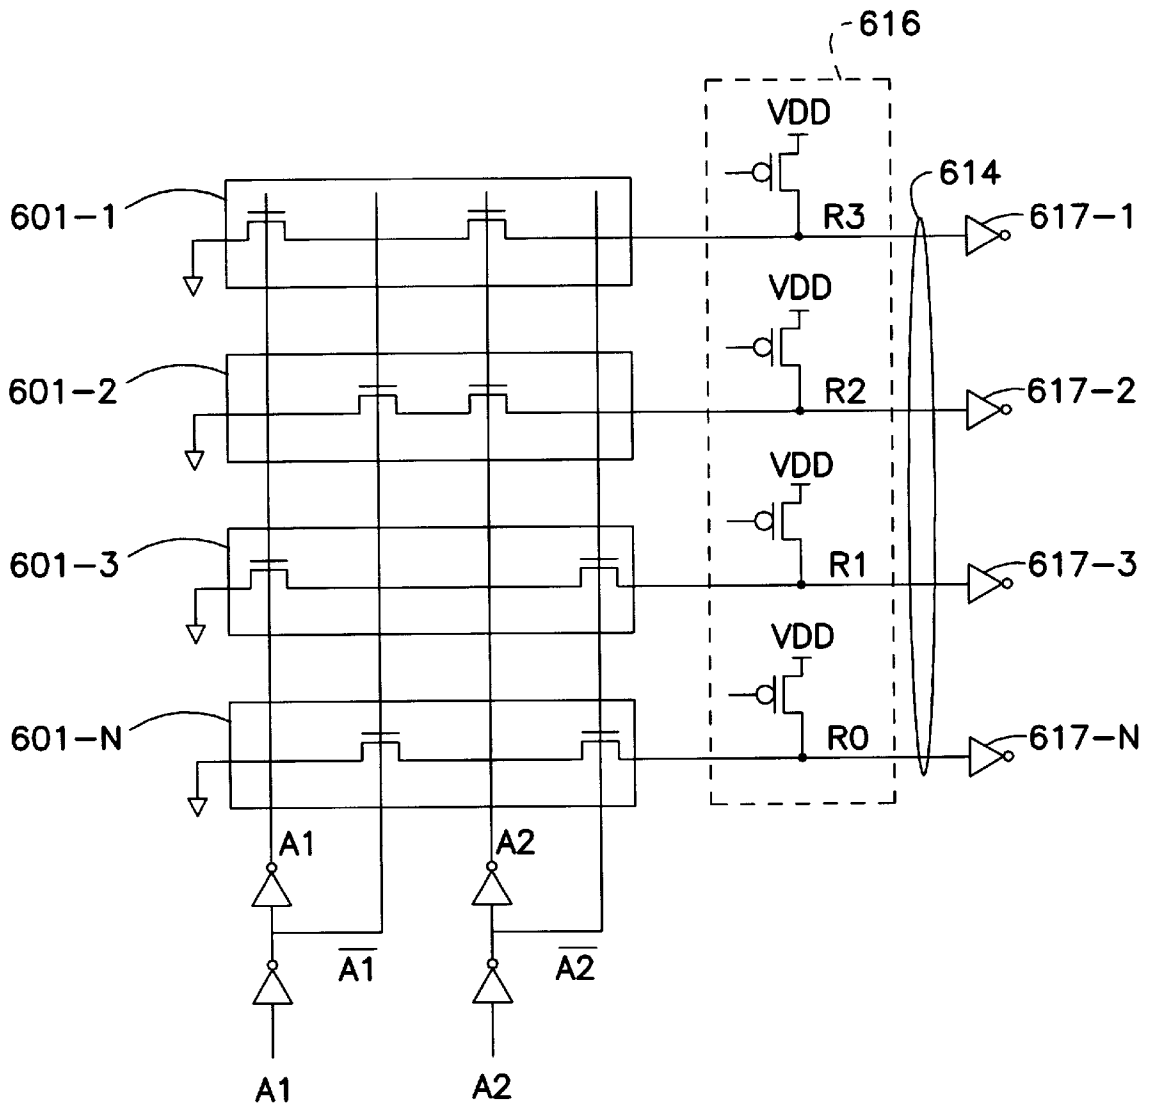 616
VDD
614
601-1
R3
617-1
VDD
601-2
R2
617-2
VDD
601-3
R1
617-3
VDD
601-N
R0
617-N
A1
A2
A1
A2
A1
A2